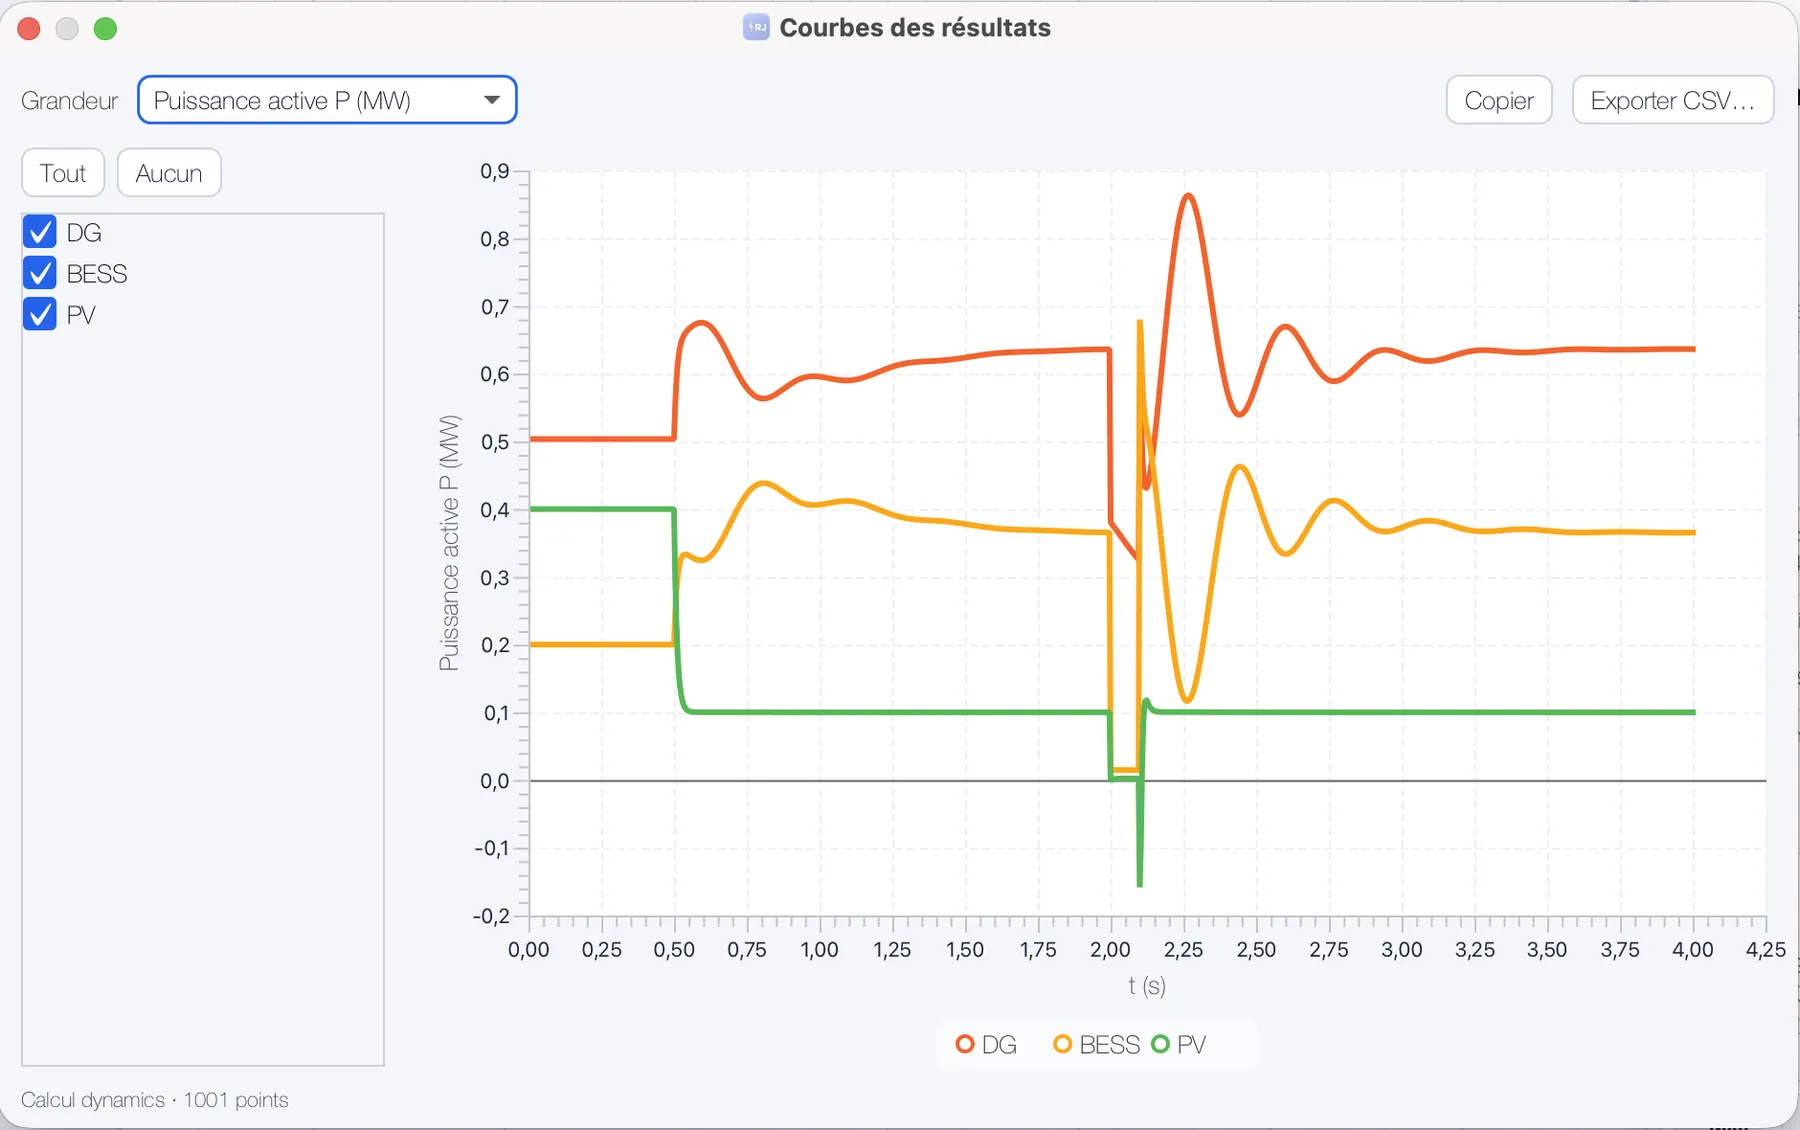 RJ
Courbes des résultats
Grandeur
Puissance active P (MW)
Copier
Exporter CSV...
Tout
Aucun
DG
BESS
PV
Puissance active P (MW)
0,9
0,8
0,7
0,6
0,5
0,4
0,3
0,2
0,1
0,0
-0,1
-0,2
0,00 0,25 0,50 0,75 1,00 1,25 1,50 1,75 2,00 2,25 2,50 2,75 3,00 3,25 3,50 3,75 4,00 4,25
t (s)
DG BESS PV
Calcul dynamics · 1001 points